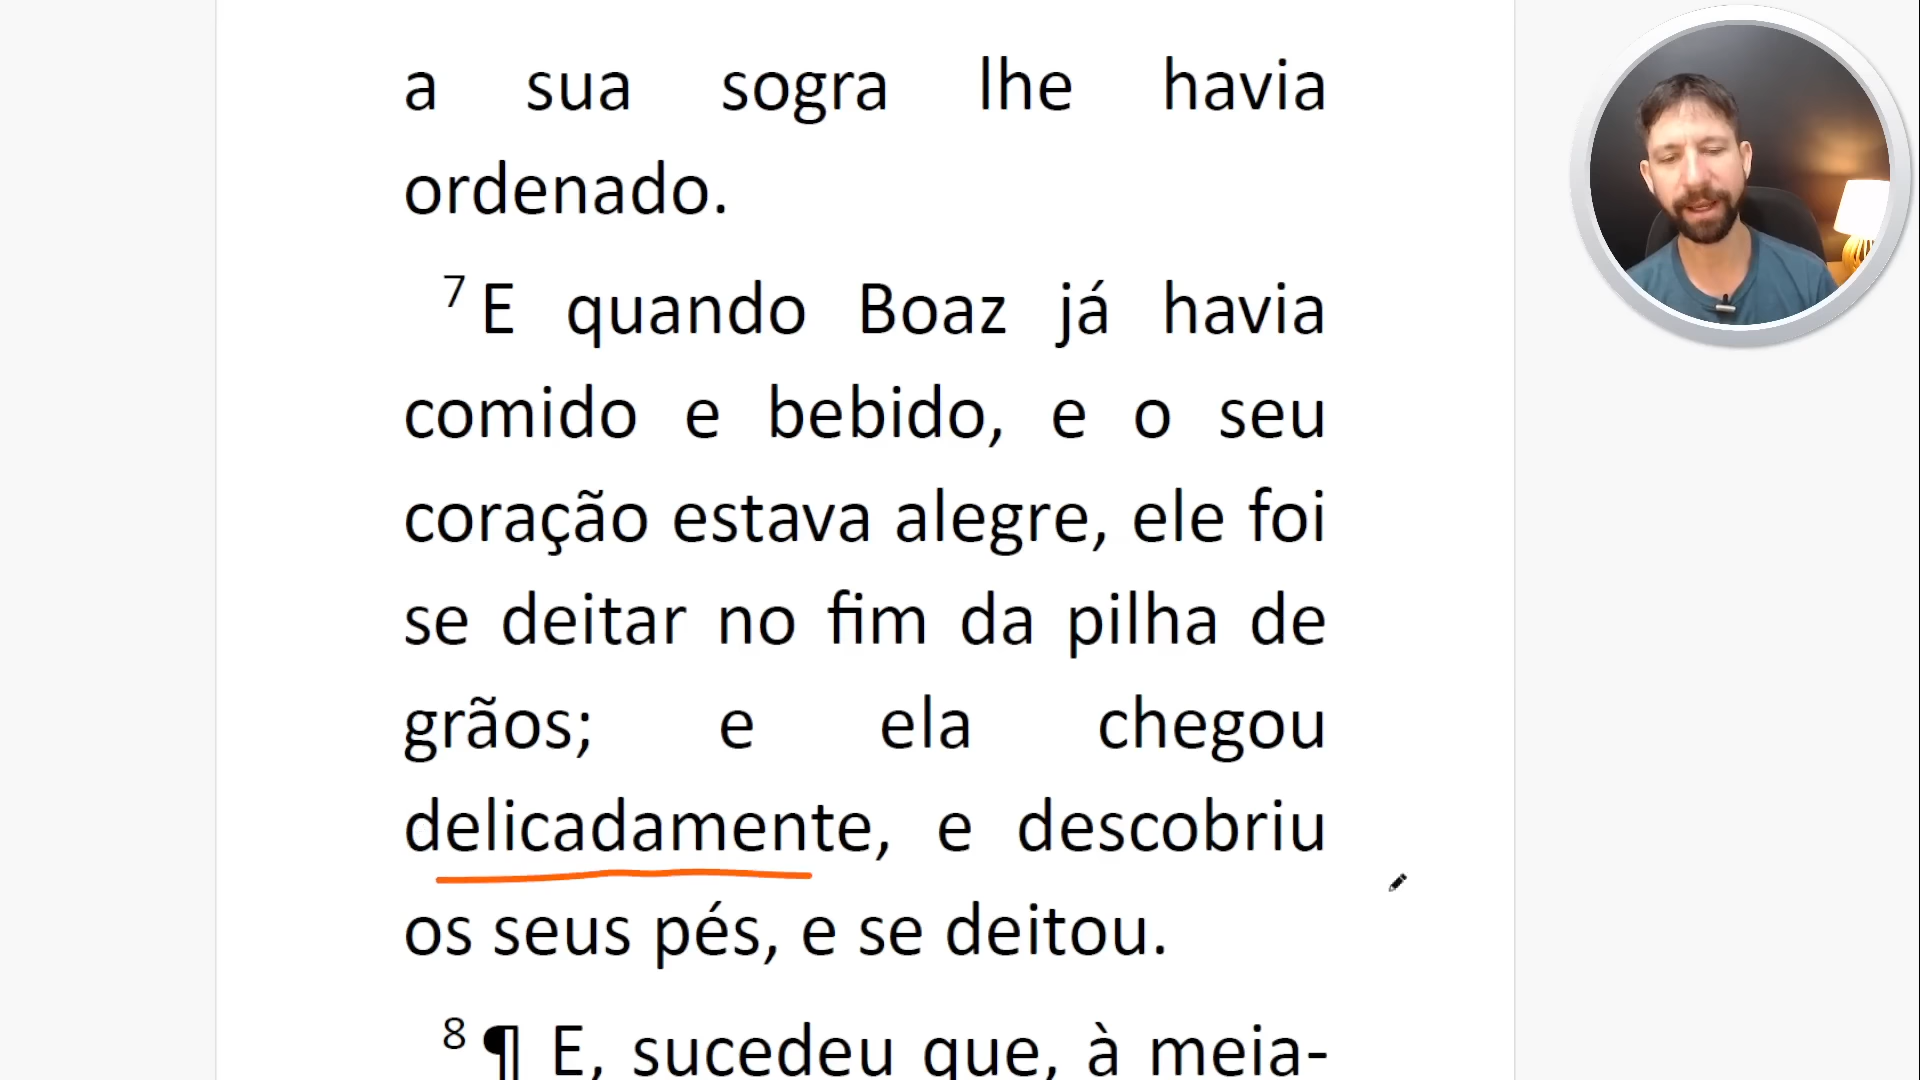 a sua sogra lhe havia
ordenado.
7 E quando Boaz já havia
comido e bebido, e o seu
coração estava alegre, ele foi
se deitar no fim da pilha de
grãos; e ela chegou
delicadamente, e descobriu
os seus pés, e se deitou.
8 ¶ E, sucedeu que, à meia-